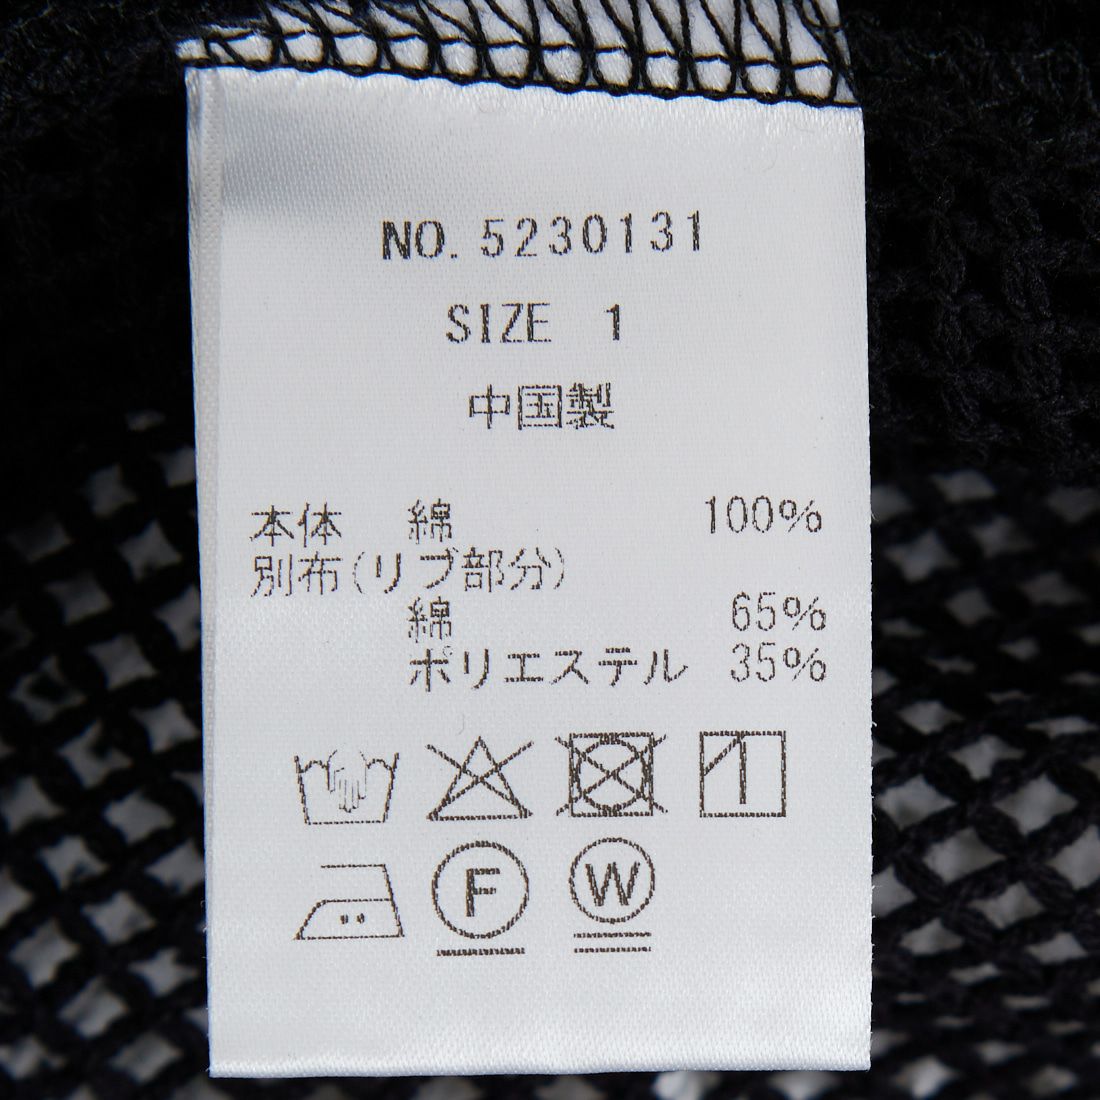 NO. 5230131
SIZE 1
中国製
本体 綿 100%
別布(リブ部分)
綿 65%
ポリエステル 35%
F W